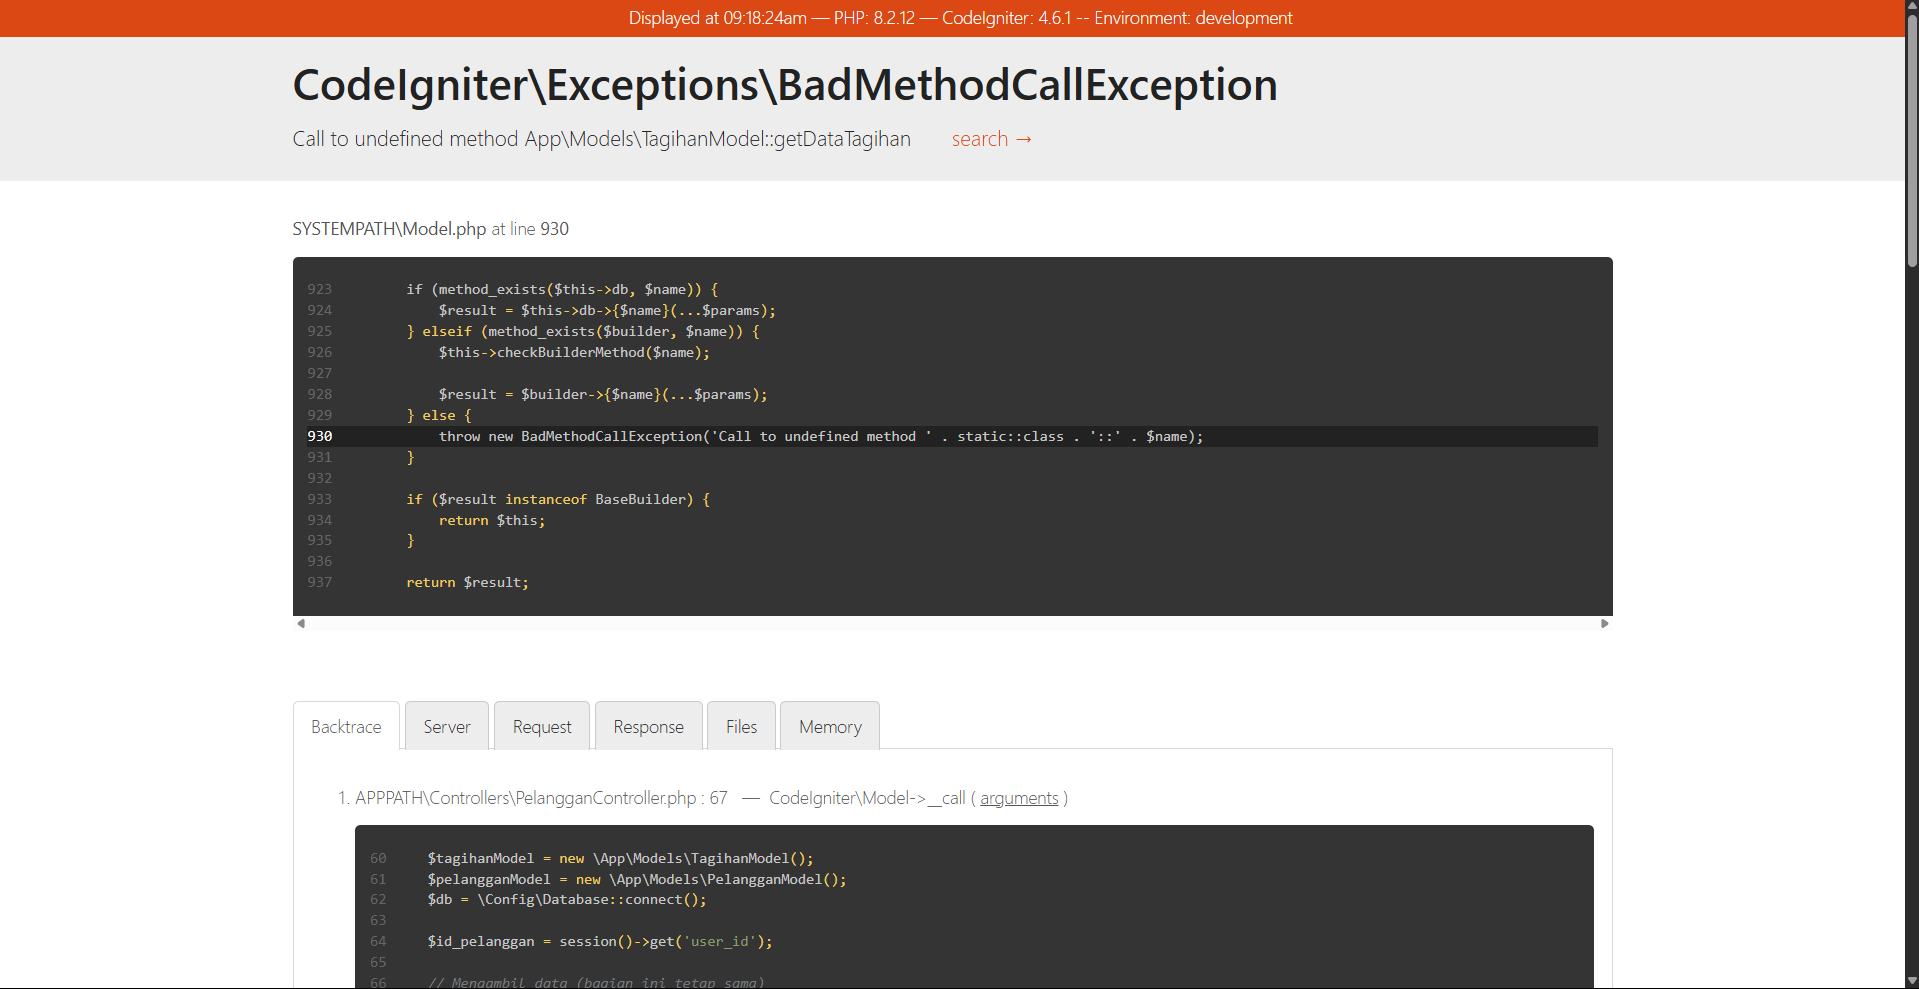 Displayed at 09:18:24am — PHP: 8.2.12 — CodeIgniter: 4.6.1 -- Environment: development
CodeIgniter\Exceptions\BadMethodCallException
Call to undefined method App\Models\TagihanModel::getDataTagihan search →
SYSTEMPATH\Model.php at line 930
923 if (method_exists($this->db, $name)) {
924 $result = $this->db->{$name}(...$params);
925 } elseif (method_exists($builder, $name)) {
926 $this->checkBuilderMethod($name);
927
928 $result = $builder->{$name}(...$params);
929 } else {
930 throw new BadMethodCallException('Call to undefined method ' . static::class . '::' . $name);
931 }
932
933 if ($result instanceof BaseBuilder) {
934 return $this;
935 }
936
937 return $result;
Backtrace Server Request Response Files Memory
1. APPPATH\Controllers\PelangganController.php : 67 — CodeIgniter\Model->__call ( arguments )
60 $tagihanModel = new \App\Models\TagihanModel();
61 $pelangganModel = new \App\Models\PelangganModel();
62 $db = \Config\Database::connect();
63
64 $id_pelanggan = session()->get('user_id');
65
66 // Mengambil data (bagian ini tetap sama)